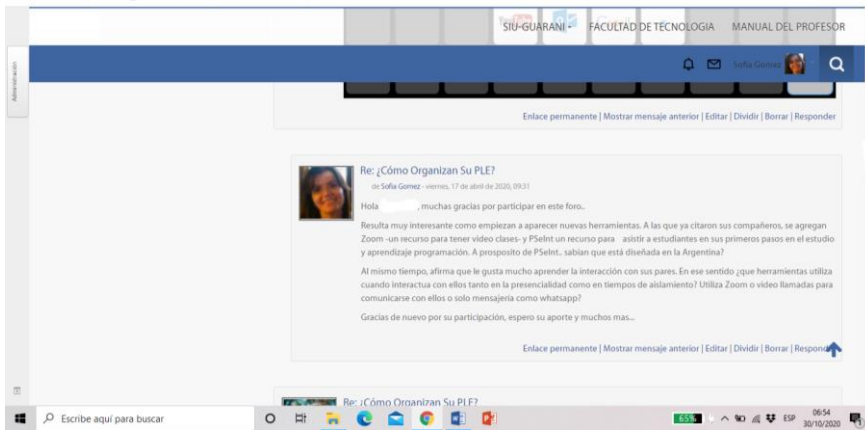 SIU-GUARANI FACULTAD DE TECNOLOGIA MANUAL DEL PROFESOR
Administración
Sofia Gomez
Enlace permanente | Mostrar mensaje anterior | Editar | Dividir | Borrar | Responder
Re: ¿Cómo Organizan Su PLE?
de Sofia Gomez - viernes, 17 de abril de 2020, 09:31
Hola , muchas gracias por participar en este foro..
Resulta muy interesante como empiezan a aparecer nuevas herramientas. A las que ya citaron sus compañeros, se agregan
Zoom -un recurso para tener video clases- y PSeInt un recurso para asistir a estudiantes en sus primeros pasos en el estudio
y aprendizaje programación. A proposito de PSeInt.. sabían que está diseñada en la Argentina?
Al mismo tiempo, afirma que le gusta mucho aprender la interacción con sus pares. En ese sentido ¿que herramientas utiliza
cuando interactua con ellos tanto en la presencialidad como en tiempos de aislamiento? Utiliza Zoom o video llamadas para
comunicarse con ellos o solo mensajería como whatsapp?
Gracias de nuevo por su participación, espero su aporte y muchos mas...
Enlace permanente | Mostrar mensaje anterior | Editar | Dividir | Borrar |
Re: ¿Cómo Organizan Su PLE?
Escribe aquí para buscar
65%
ESP
06:54
30/10/2020